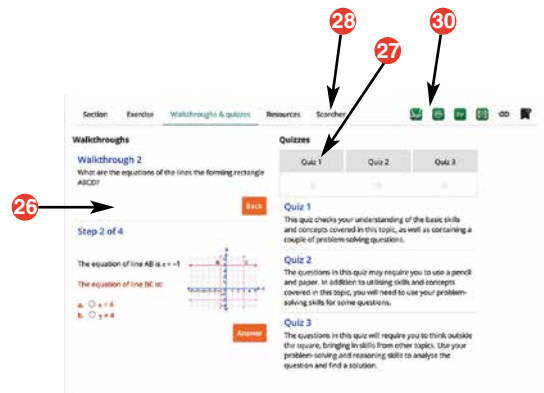 28
30
27
Section Exercise Walkthroughs & quizzes Resources Scorcher
Walkthroughs
Quizzes
Walkthrough 2
What are the equations of the lines the forming rectangle
ABCD?
Quiz 1 Quiz 2 Quiz 3
26
Back
Quiz 1
This quiz checks your understanding of the basic skills
and concepts covered in this topic, as well as containing a
couple of problem-solving questions.
Step 2 of 4
The equation of line AB is x = –1
The equation of line BC is:
a. x = 4
b. y = 4
Answer
Quiz 2
The questions in this quiz may require you to use a pencil
and paper. In addition to utilising skills and concepts
covered in this topic, you will need to use your problem-
solving skills for some questions.
Quiz 3
The questions in this quiz will require you to think outside
the square, bringing in skills from other topics. Use your
problem-solving and reasoning skills to analyse the
question and find a solution.